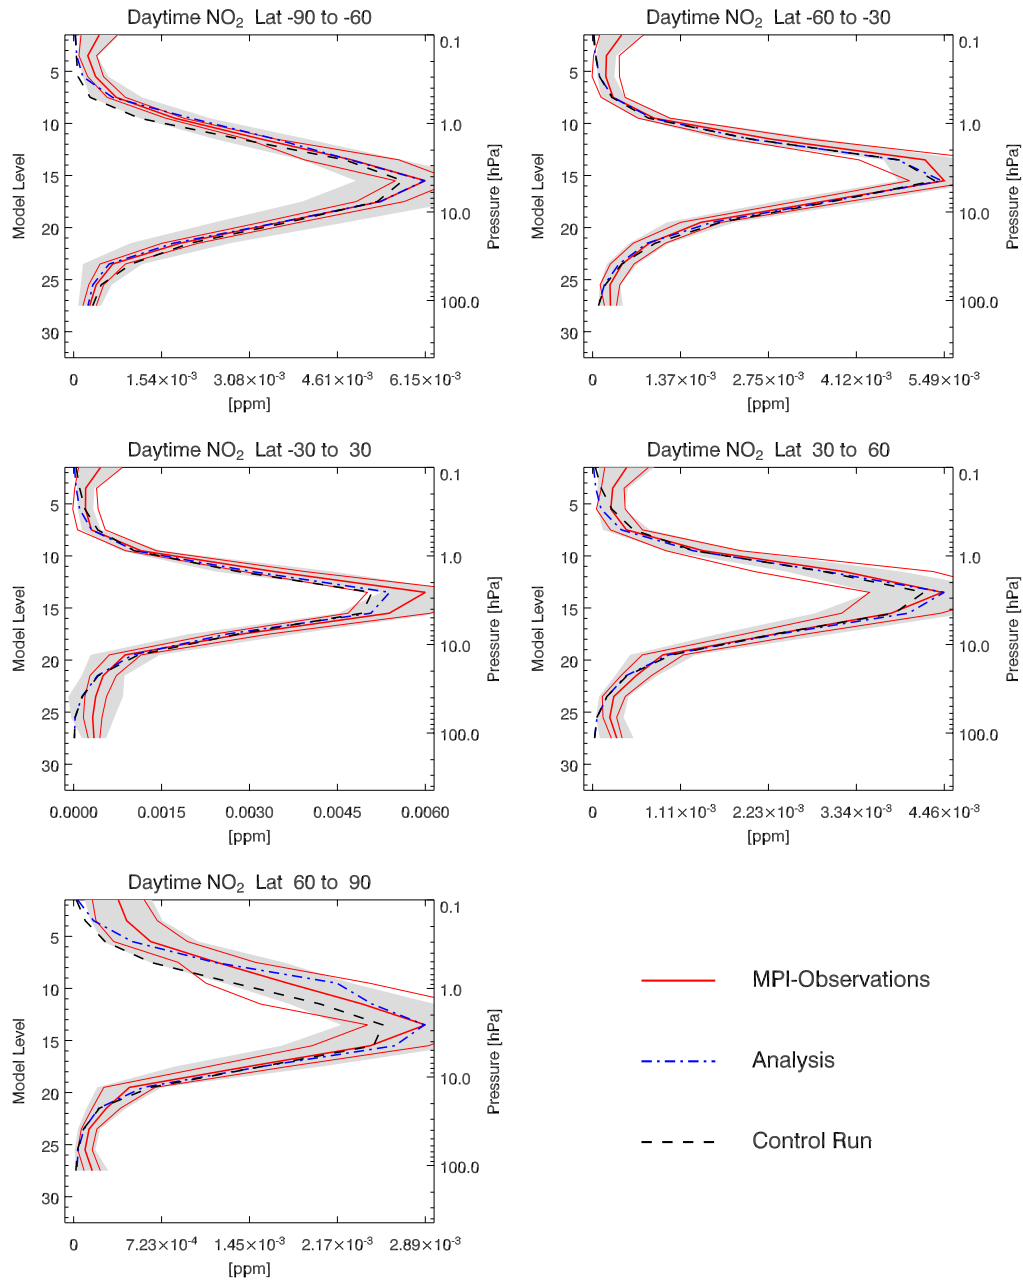 Daytime NO₂ Lat -90 to -60
Model Level
5
10
15
20
25
30
0.1
1.0
10.0
100.0
Pressure [hPa]
0 1.54×10⁻³ 3.08×10⁻³ 4.61×10⁻³ 6.15×10⁻³
[ppm]
Daytime NO₂ Lat -60 to -30
Model Level
5
10
15
20
25
30
0.1
1.0
10.0
100.0
Pressure [hPa]
0 1.37×10⁻³ 2.75×10⁻³ 4.12×10⁻³ 5.49×10⁻³
[ppm]
Daytime NO₂ Lat -30 to 30
Model Level
5
10
15
20
25
30
0.1
1.0
10.0
100.0
Pressure [hPa]
0.0000 0.0015 0.0030 0.0045 0.0060
[ppm]
Daytime NO₂ Lat 30 to 60
Model Level
5
10
15
20
25
30
0.1
1.0
10.0
100.0
Pressure [hPa]
0 1.11×10⁻³ 2.23×10⁻³ 3.34×10⁻³ 4.46×10⁻³
[ppm]
Daytime NO₂ Lat 60 to 90
Model Level
5
10
15
20
25
30
0.1
1.0
10.0
100.0
Pressure [hPa]
0 7.23×10⁻⁴ 1.45×10⁻³ 2.17×10⁻³ 2.89×10⁻³
[ppm]
MPI-Observations
Analysis
Control Run